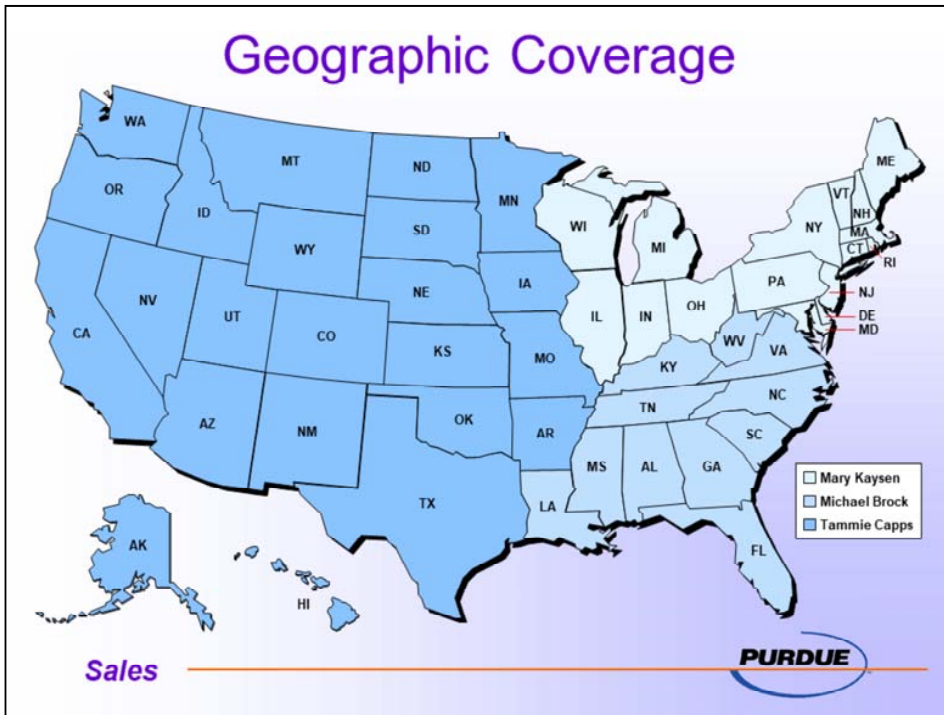 Geographic Coverage
WA
MT
ND
MN
ME
OR
ID
VT
NH
SD
WI
NY
MA
WY
MI
CT
RI
IA
PA
NE
NJ
NV
OH
IL
IN
DE
UT
MD
CA
CO
WV
VA
KS
MO
KY
NC
TN
OK
AZ
NM
AR
SC
MS
AL
GA
Mary Kaysen
TX
LA
Michael Brock
Tammie Capps
AK
FL
HI
Sales
PURDUE